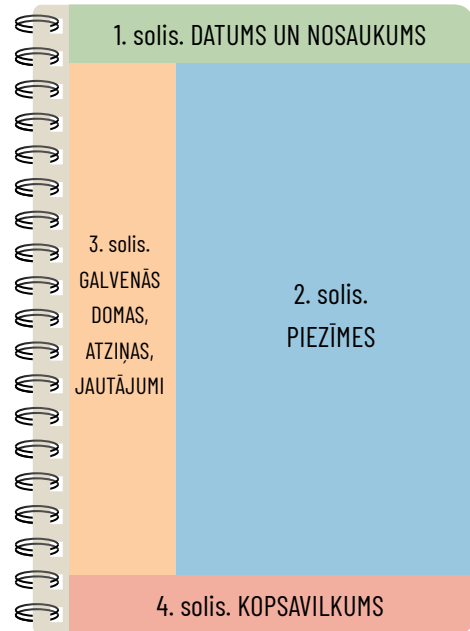 1. solis. DATUMS UN NOSAUKUMS
3. solis.
GALVENĀS
DOMAS,
ATZIŅAS,
JAUTĀJUMI
2. solis.
PIEZĪMES
4. solis. KOPSAVILKUMS